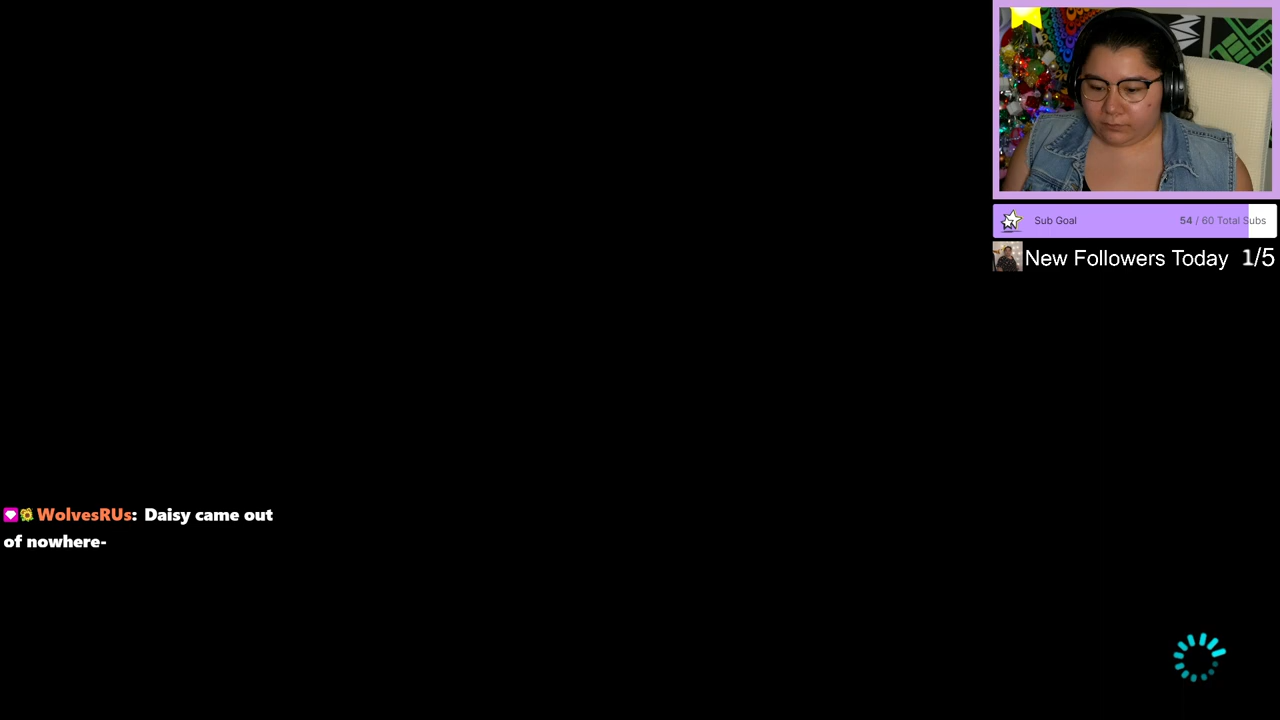 Sub Goal 54 / 60 Total Subs
New Followers Today 1/5
WolvesRUs: Daisy came out
of nowhere-